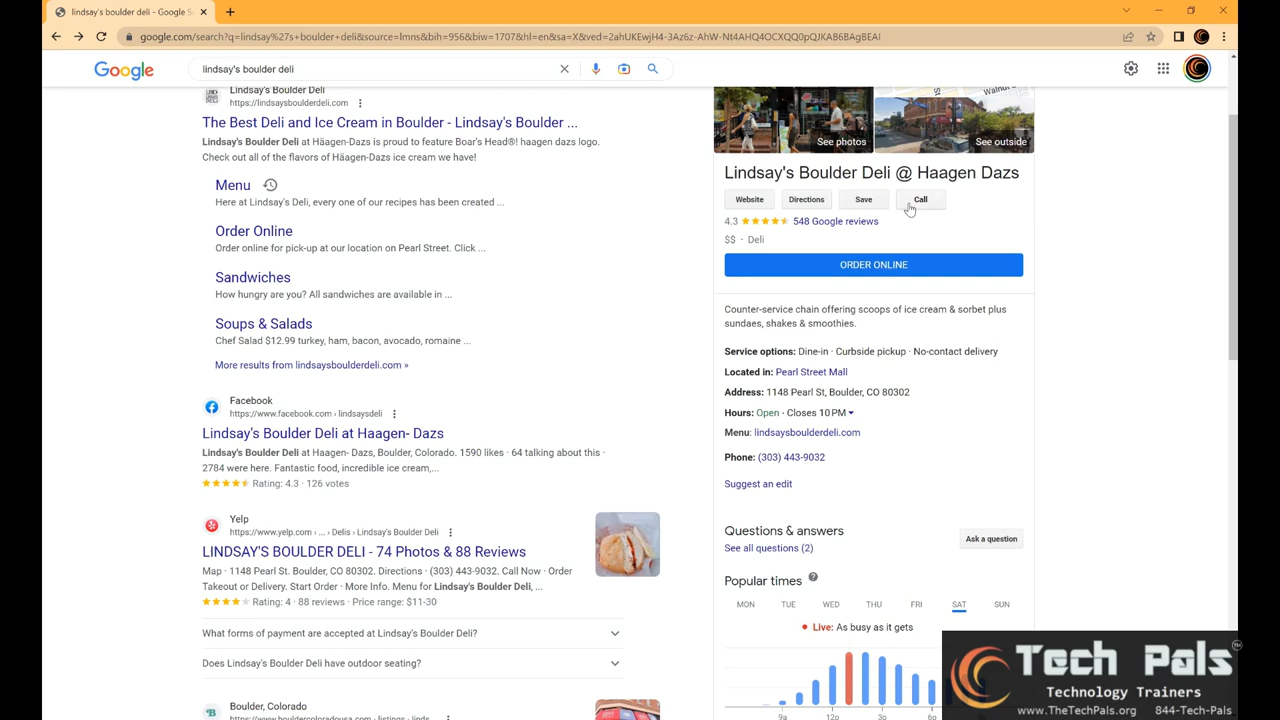 lindsay's boulder deli - Google S
google.com/search?q=lindsay%27s+boulder+deli&source=lmns&bih=956&biw=1707&hl=en&sa=X&ved=2ahUKEwjH4-3Az6z-AhW-Nt4AHQ4OCXQQ0pQJKAB6BAgBEAI
Google
lindsay's boulder deli
Lindsay's Boulder Deli
https://lindsaysboulderdeli.com
The Best Deli and Ice Cream in Boulder - Lindsay's Boulder ...
Lindsay's Boulder Deli at Häagen-Dazs is proud to feature Boar's Head®! haagen dazs logo.
Check out all of the flavors of Häagen-Dazs ice cream we have!
Menu
Here at Lindsay's Deli, every one of our recipes has been created ...
Order Online
Order online for pick-up at our location on Pearl Street. Click ...
Sandwiches
How hungry are you? All sandwiches are available in ...
Soups & Salads
Chef Salad $12.99 turkey, ham, bacon, avocado, romaine ...
More results from lindsaysboulderdeli.com »
Facebook
https://www.facebook.com › lindsaysdeli
Lindsay's Boulder Deli at Haagen- Dazs
Lindsay's Boulder Deli at Haagen- Dazs, Boulder, Colorado. 1590 likes · 64 talking about this ·
2784 were here. Fantastic food, incredible ice cream,...
Rating: 4.3 · 126 votes
Yelp
https://www.yelp.com › ... › Delis › Lindsay's Boulder Deli
LINDSAY'S BOULDER DELI - 74 Photos & 88 Reviews
Map · 1148 Pearl St. Boulder, CO 80302. Directions · (303) 443-9032. Call Now · Order
Takeout or Delivery. Start Order · More Info. Menu for Lindsay's Boulder Deli, ...
Rating: 4 · 88 reviews · Price range: $11-30
What forms of payment are accepted at Lindsay's Boulder Deli?
Does Lindsay's Boulder Deli have outdoor seating?
Boulder, Colorado
https://www.bouldercoloradousa.com › listings › linds...
Walnut
See photos
See outside
Lindsay's Boulder Deli @ Haagen Dazs
Website
Directions
Save
Call
4.3
548 Google reviews
$$ · Deli
ORDER ONLINE
Counter-service chain offering scoops of ice cream & sorbet plus
sundaes, shakes & smoothies.
Service options: Dine-in · Curbside pickup · No-contact delivery
Located in: Pearl Street Mall
Address: 1148 Pearl St, Boulder, CO 80302
Hours: Open · Closes 10 PM
Menu: lindsaysboulderdeli.com
Phone: (303) 443-9032
Suggest an edit
Questions & answers
See all questions (2)
Ask a question
Popular times
MON TUE WED THU FRI SAT SUN
Live: As busy as it gets
9a 12p 3p 6p
Tech Pals ™
Technology Trainers
www.TheTechPals.org 844-Tech-Pals